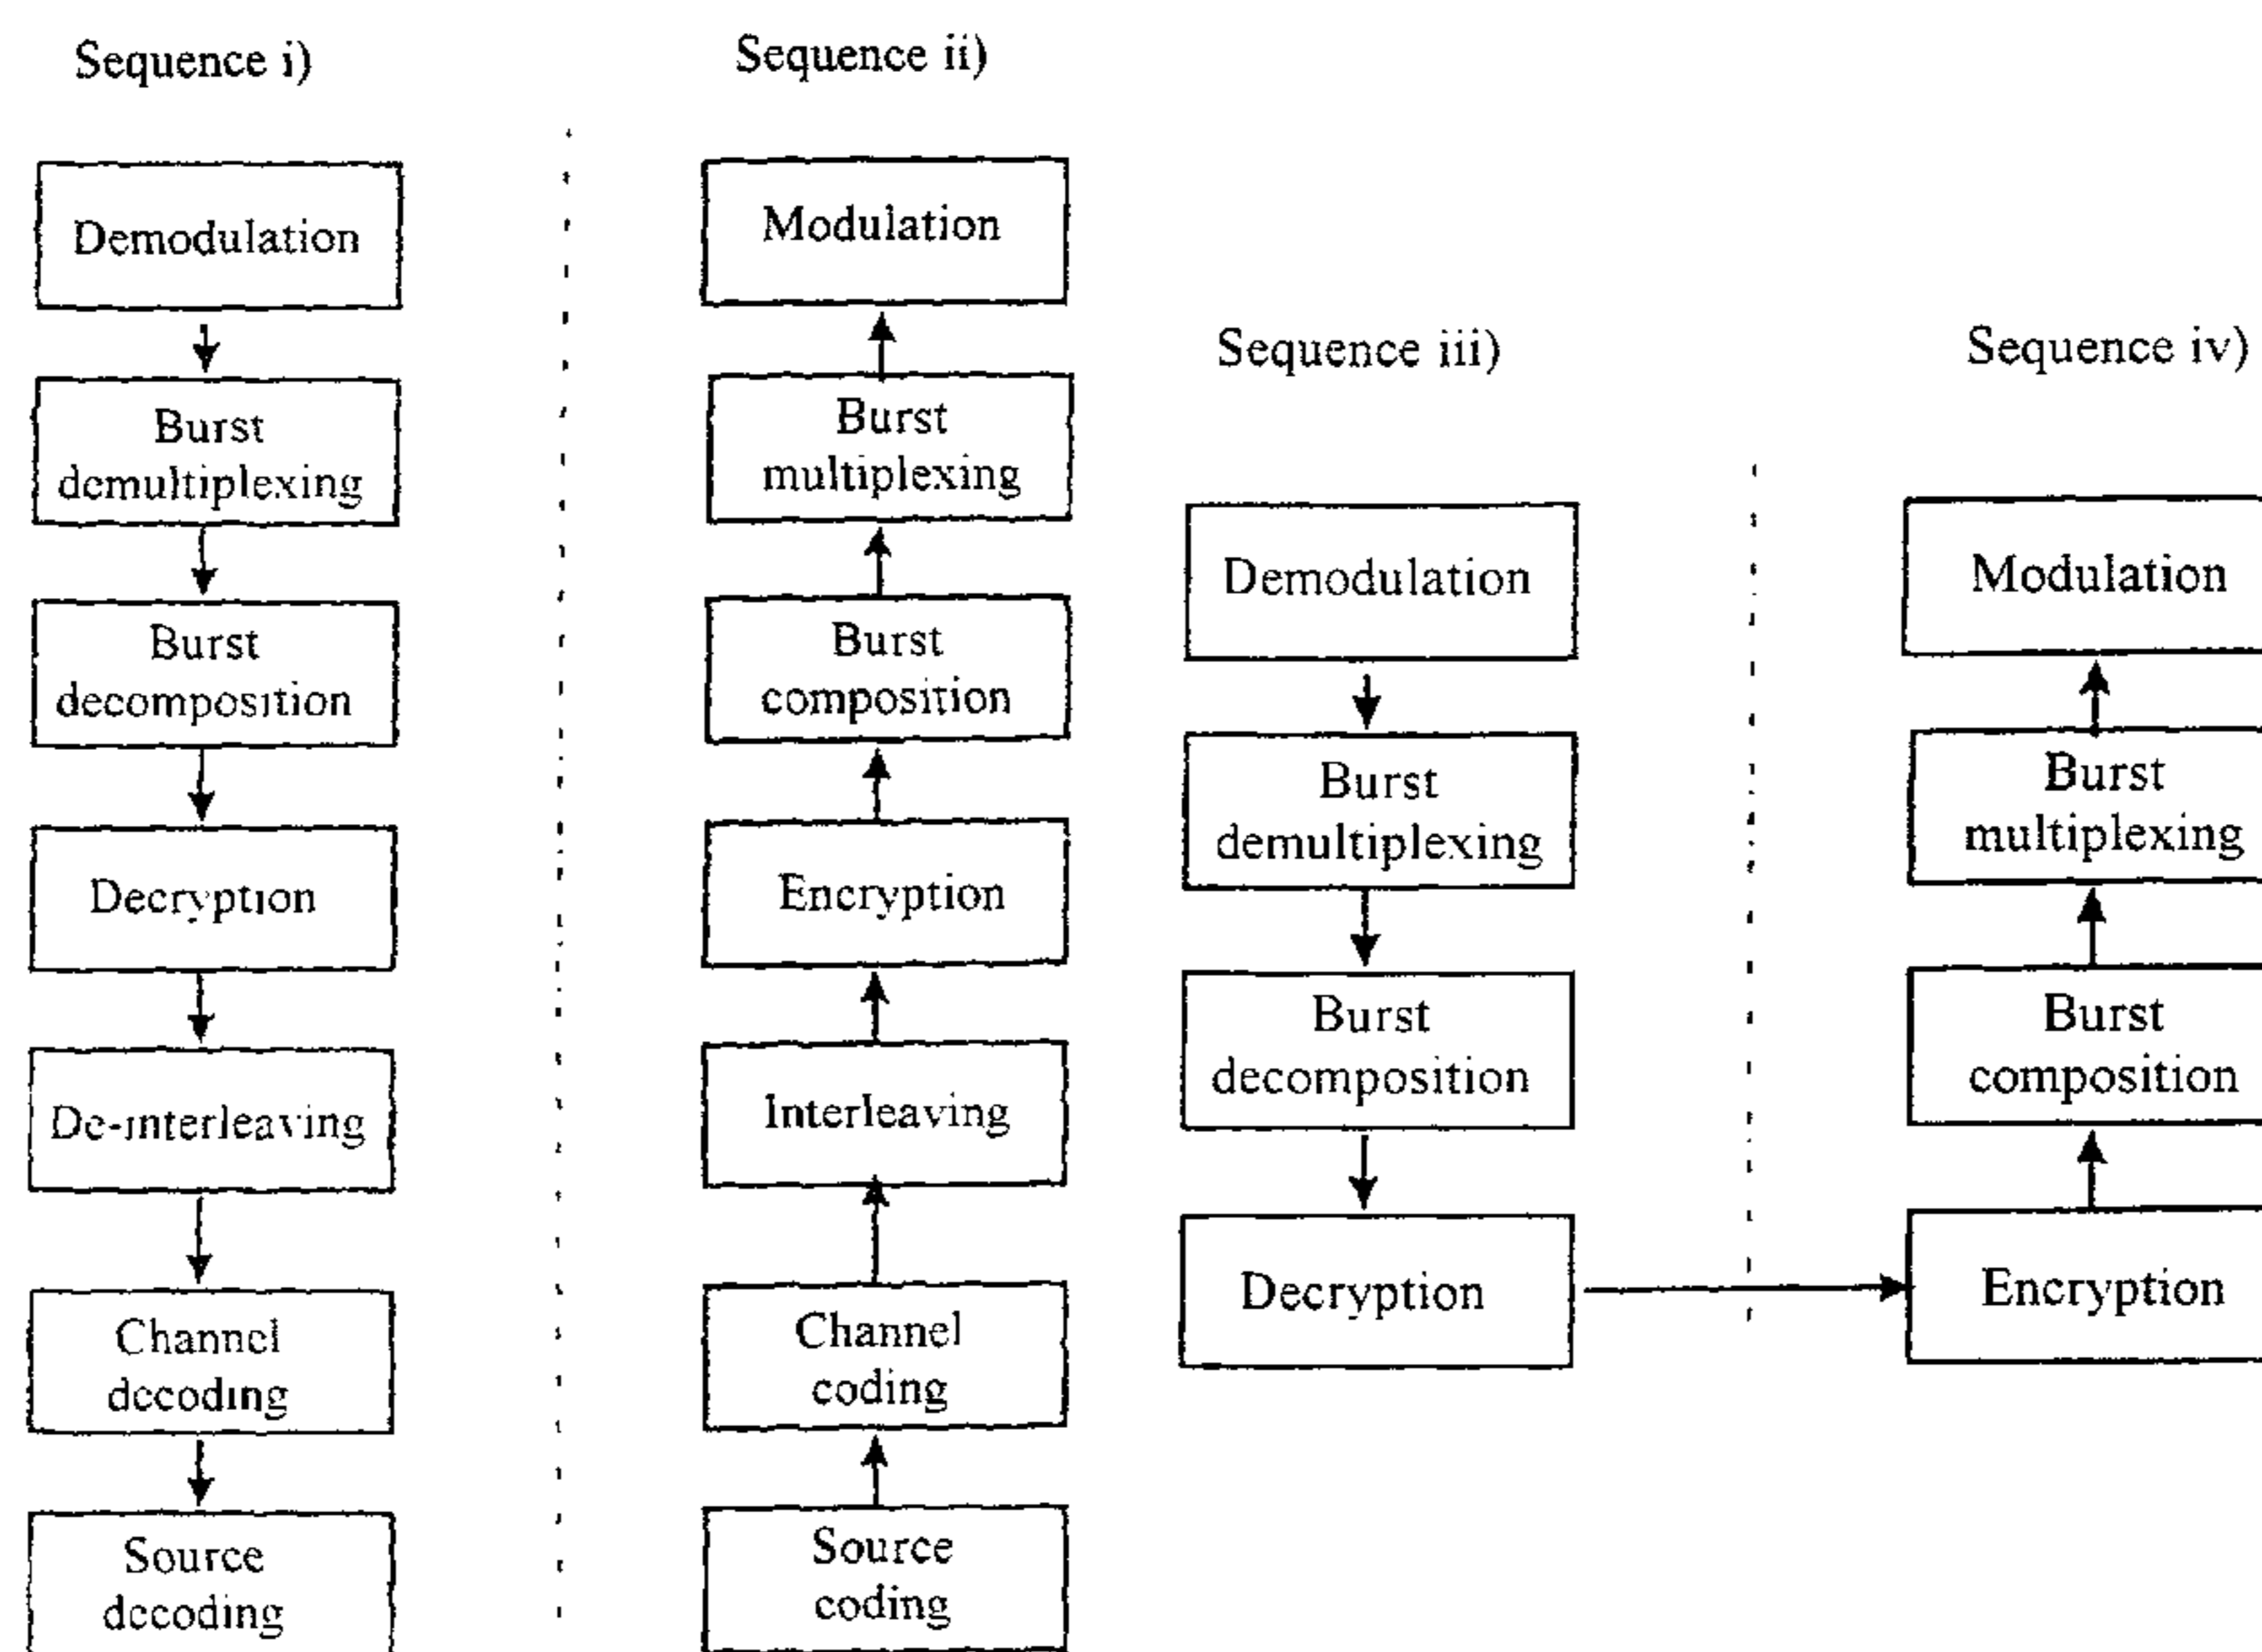 Sequence i)
Demodulation
Burst
demultiplexing
Burst
decomposition
Decryption
De-interleaving
Channel
decoding
Source
decoding
Sequence ii)
Modulation
Burst
multiplexing
Burst
composition
Encryption
Interleaving
Channel
coding
Source
coding
Sequence iii)
Demodulation
Burst
demultiplexing
Burst
decomposition
Decryption
Sequence iv)
Modulation
Burst
multiplexing
Burst
composition
Encryption